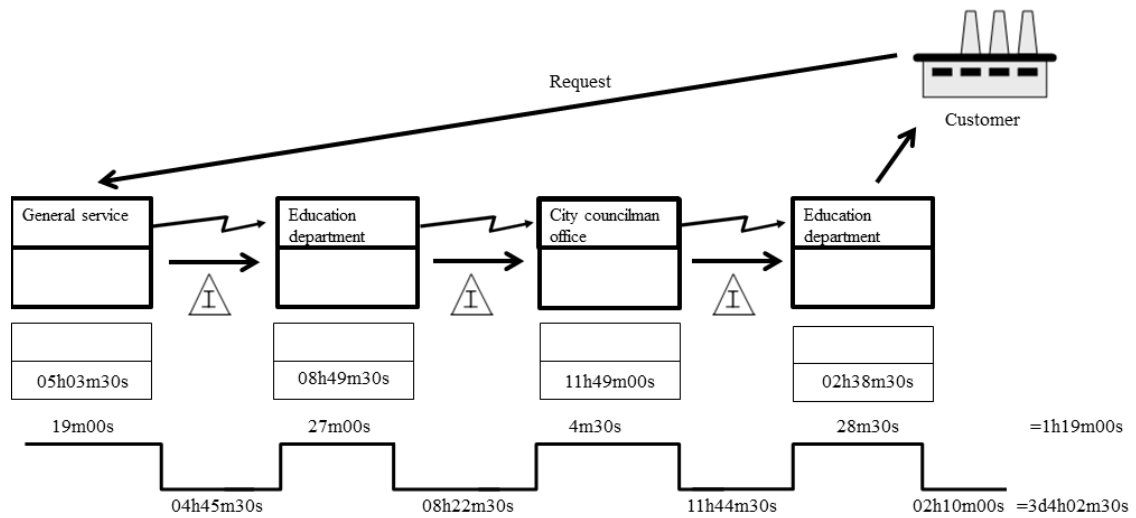 Request
Customer
General service
Education
department
City councilman
office
Education
department
I
I
I
05h03m30s
08h49m30s
11h49m00s
02h38m30s
19m00s
27m00s
4m30s
28m30s
=1h19m00s
04h45m30s
08h22m30s
11h44m30s
02h10m00s
=3d4h02m30s